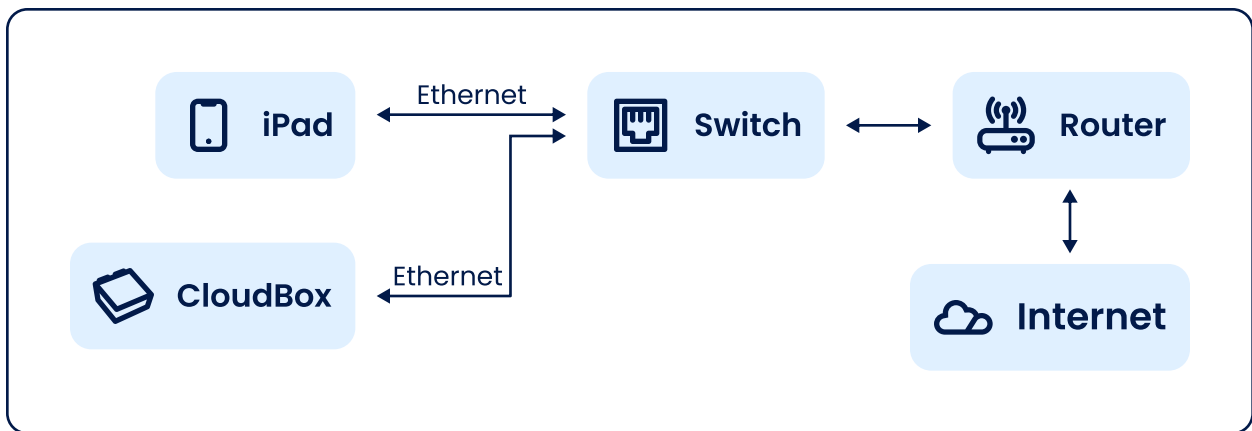 Ethernet
iPad
Switch
Router
Ethernet
CloudBox
Internet